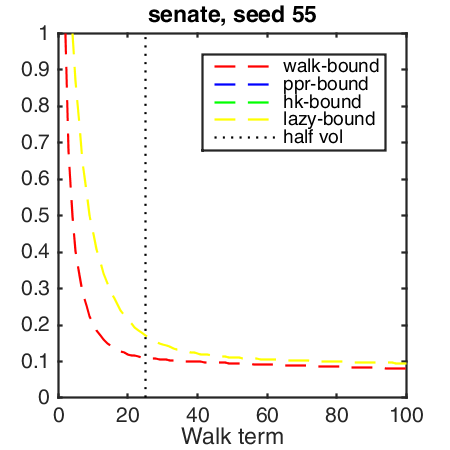 senate, seed 55
1
0.9
0.8
0.7
0.6
0.5
0.4
0.3
0.2
0.1
0
walk-bound
ppr-bound
hk-bound
lazy-bound
half vol
0 20 40 60 80 100
Walk term